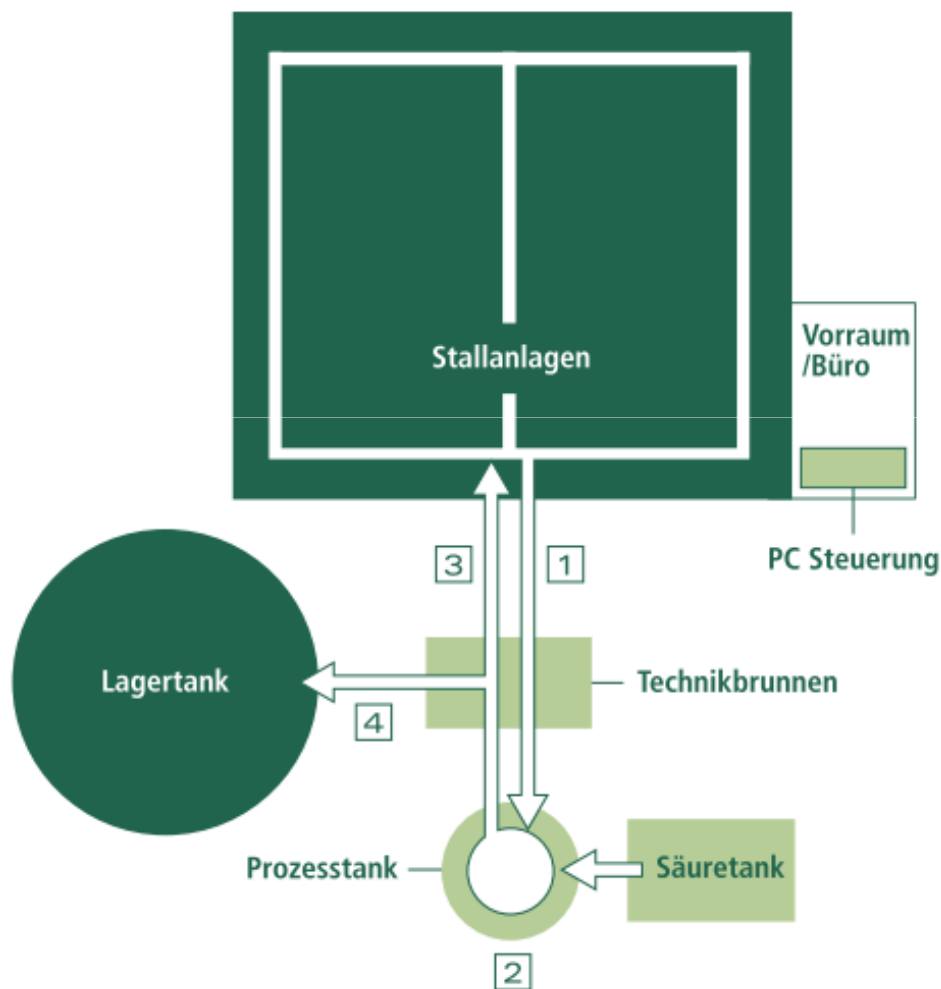 Stallanlagen
Vorraum
/Büro
PC Steuerung
3
1
Lagertank
Technikbrunnen
4
Prozesstank
Säuretank
2